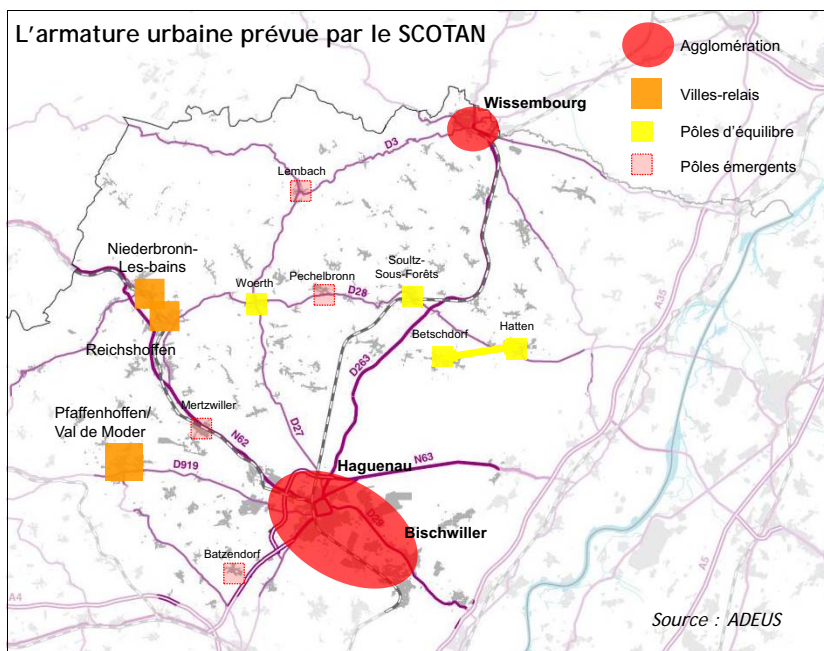 L'armature urbaine prévue par le SCOTAN
Agglomération
Villes-relais
Pôles d'équilibre
Pôles émergents
Wissembourg
D3
Lembach
Niederbronn-
Les-bains
Woerth
Pechelbronn
D28
Soultz-
Sous-Forêts
A35
Reichshoffen
Betschdorf
Hatten
D263
Mertzwiller
Pfaffenhoffen/
Val de Moder
N62
D27
D919
Haguenau
N63
D29
Bischwiller
Batzendorf
A4
A5
Source : ADEUS